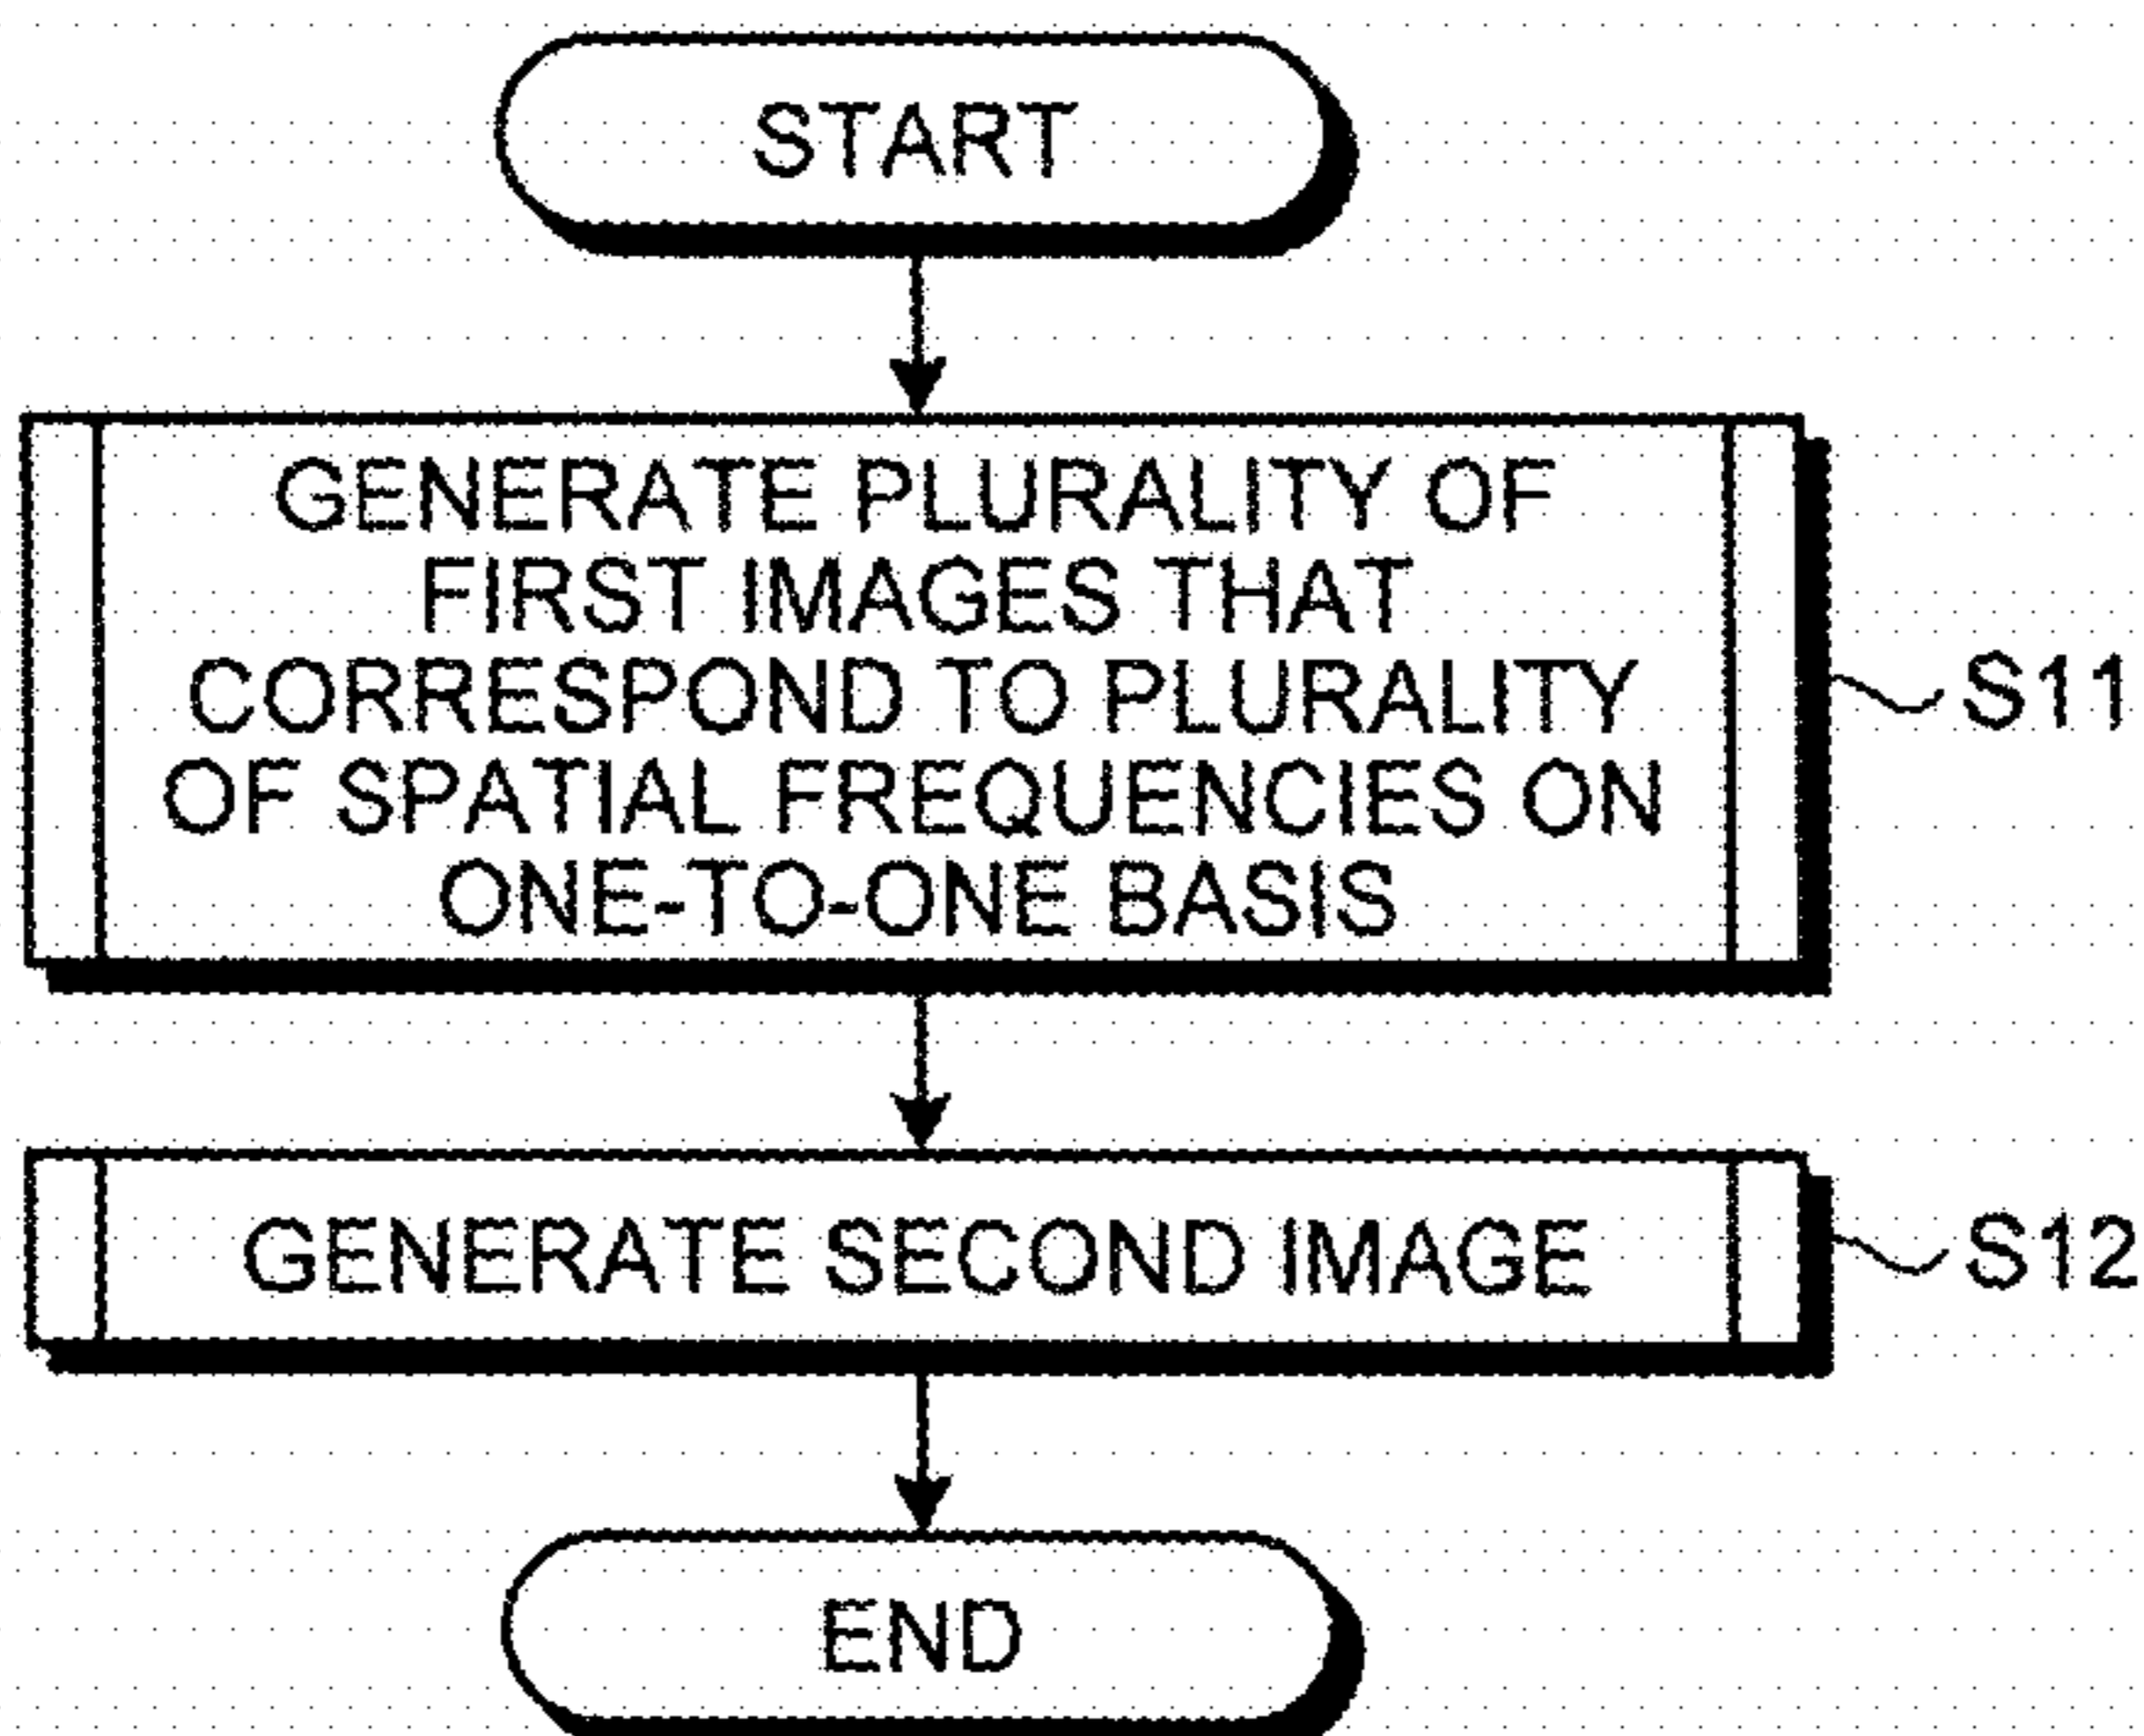 START
GENERATE PLURALITY OF
FIRST IMAGES THAT
CORRESPOND TO PLURALITY
OF SPATIAL FREQUENCIES ON
ONE-TO-ONE BASIS
S11
GENERATE SECOND IMAGE
S12
END